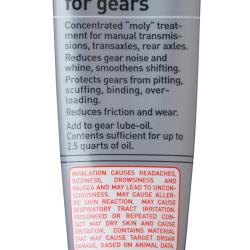 for gears
Concentrated "moly" treat-
ment for manual transmis-
sions, transaxles, rear axles.
Reduces gear noise and
whine, smoothens shifting.
Protects gears from pitting,
scuffing, binding, over-
loading.
Reduces friction and wear.
Add to gear lube-oil.
Contents sufficient for up to
2.5 quarts of oil.
INHALATION CAUSES HEADACHES,
DIZZINESS, DROWSINESS AND
NAUSEA AND MAY LEAD TO UNCON-
SCIOUSNESS. MAY CAUSE ALLER-
GIC SKIN REACTION. MAY CAUSE
RESPIRATORY TRACT IRRITATION.
PROLONGED OR REPEATED CON-
TACT MAY DRY SKIN AND CAUSE
IRRITATION. CONTAINS MATERIAL
THAT MAY CAUSE TARGET ORGAN
DAMAGE, BASED ON ANIMAL DATA.